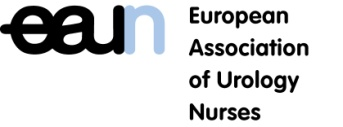 eaun
European
Association
of Urology
Nurses